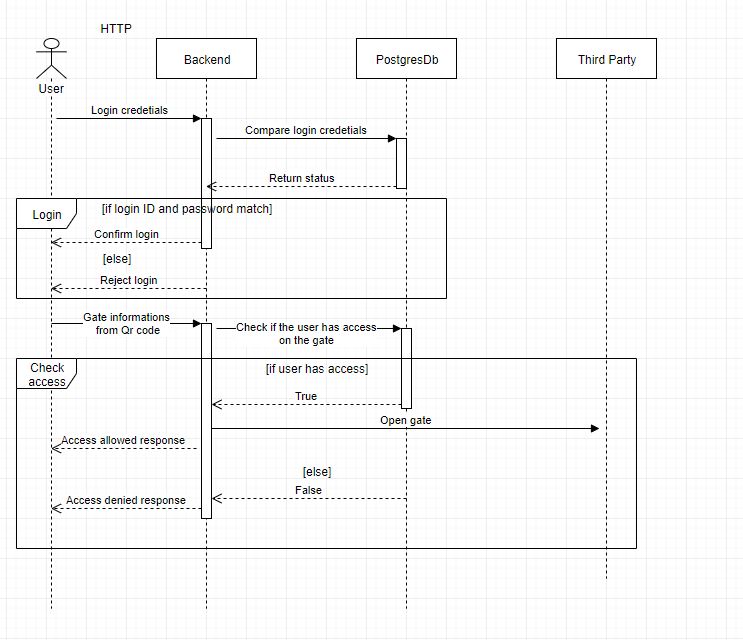 HTTP
Backend
PostgresDb
Third Party
User
Login credetials
Compare login credetials
Return status
Login
[if login ID and password match]
Confirm login
[else]
Reject login
Gate informations
from Qr code
Check if the user has access
on the gate
Check
access
[if user has access]
True
Open gate
Access allowed response
[else]
False
Access denied response